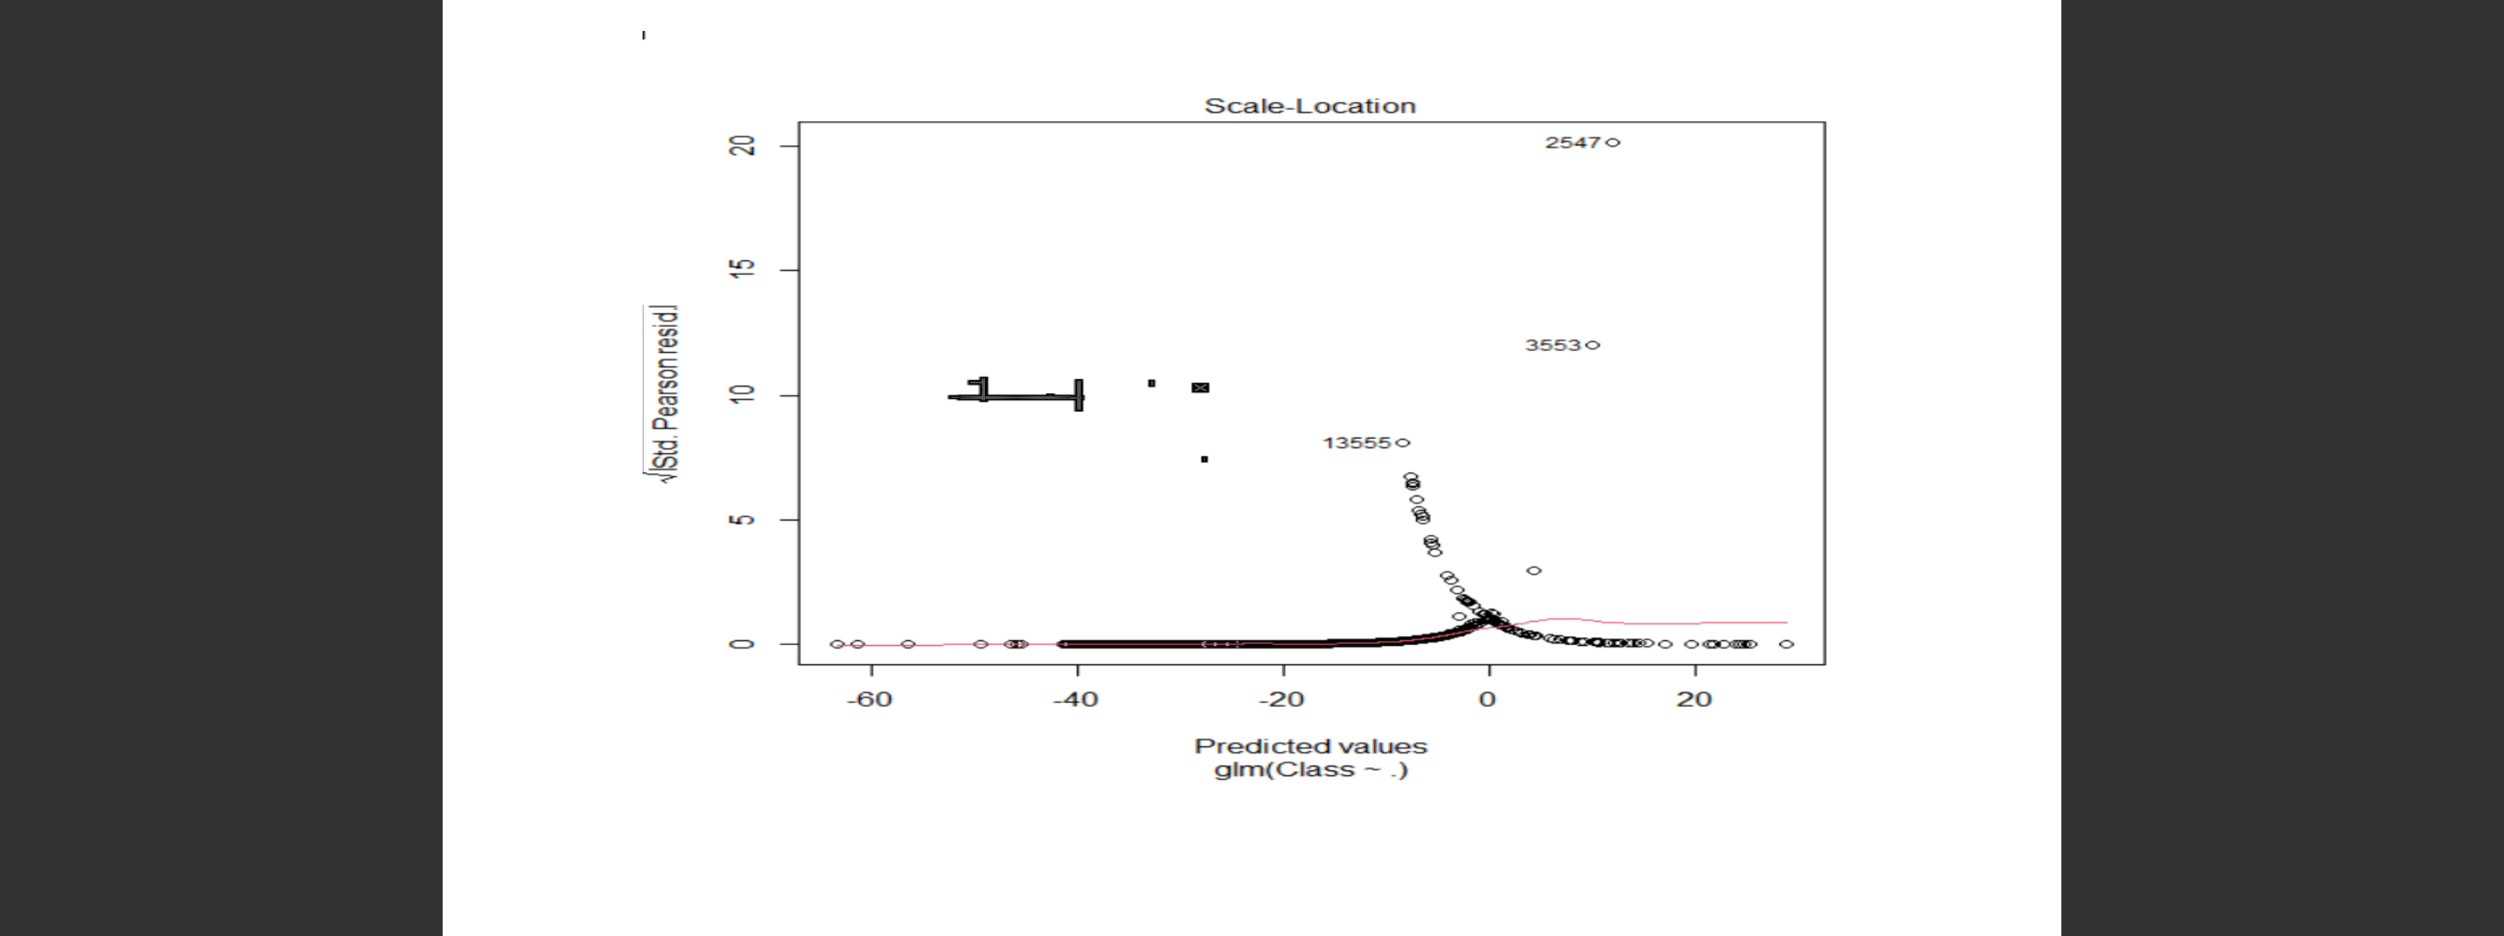 Scale-Location
20
15
10
5
0
√|Std. Pearson resid.|
2547
3553
13555
-60 -40 -20 0 20
Predicted values
glm(Class ~ .)